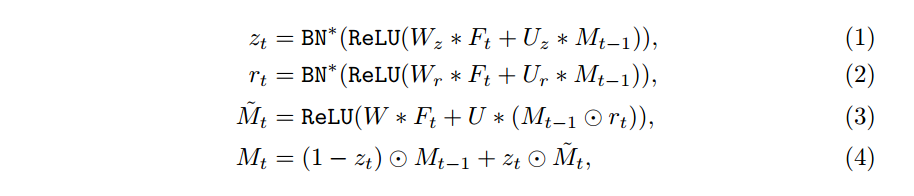 z_t = BN*(ReLU(W_z * F_t + U_z * M_{t−1})), (1)
r_t = BN*(ReLU(W_r * F_t + U_r * M_{t−1})), (2)
M̃_t = ReLU(W * F_t + U * (M_{t−1} ⊙ r_t)), (3)
M_t = (1 − z_t) ⊙ M_{t−1} + z_t ⊙ M̃_t, (4)